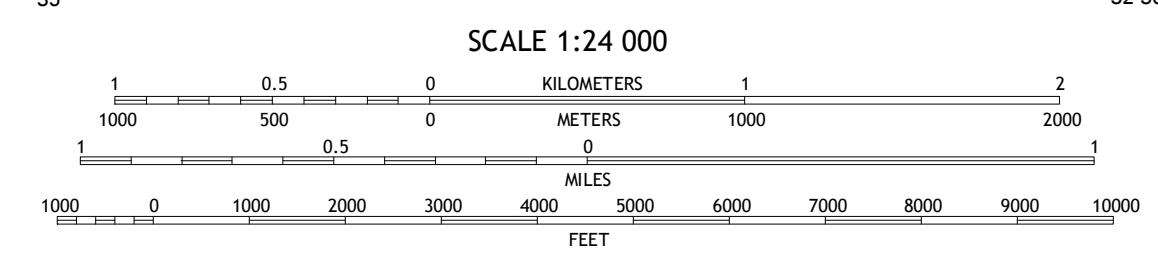 SCALE 1:24 000
1 0.5 0 KILOMETERS 1 2
1000 500 0 METERS 1000 2000
1 0.5 0 1
MILES
1000 0 1000 2000 3000 4000 5000 6000 7000 8000 9000 10000
FEET